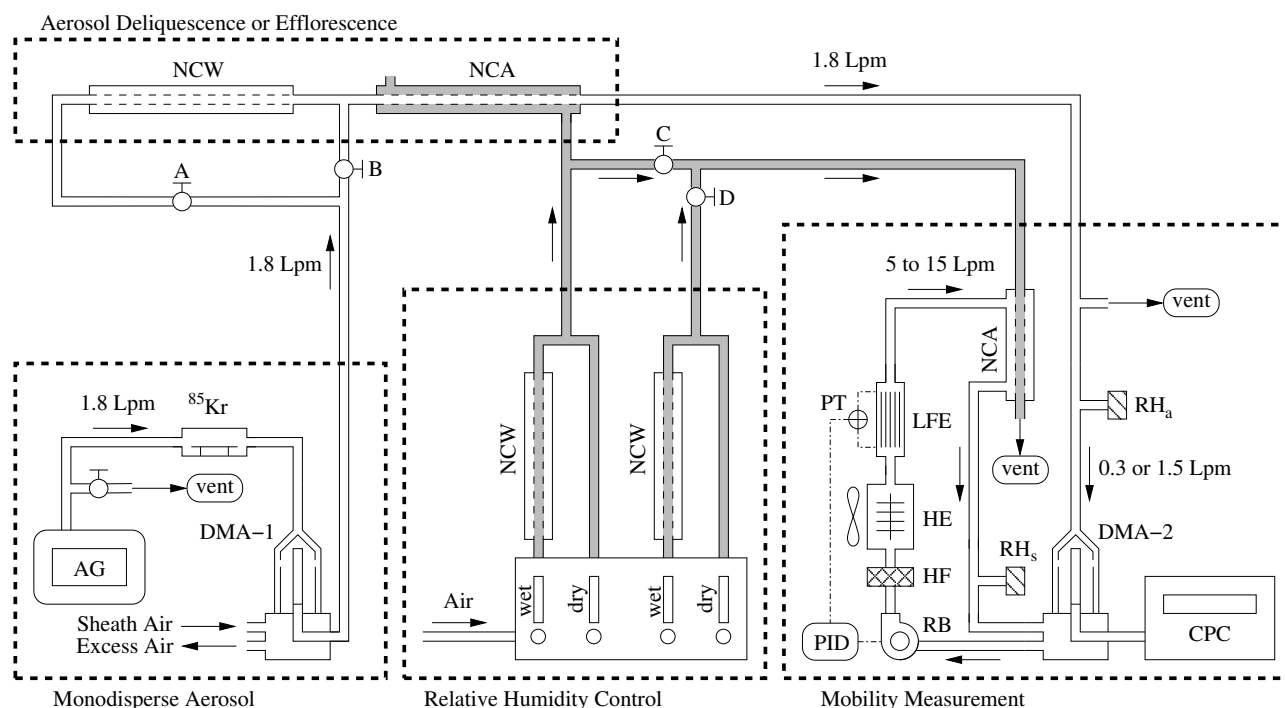 Aerosol Deliquescence or Efflorescence
NCW
NCA
1.8 Lpm
C
A
B
D
1.8 Lpm
5 to 15 Lpm
vent
NCA
1.8 Lpm
85Kr
PT
LFE
RHa
NCW
NCW
vent
0.3 or 1.5 Lpm
vent
DMA−1
HE
DMA−2
AG
RHs
HF
wet
dry
wet
dry
Air
Sheath Air
Excess Air
RB
PID
CPC
Monodisperse Aerosol
Relative Humidity Control
Mobility Measurement